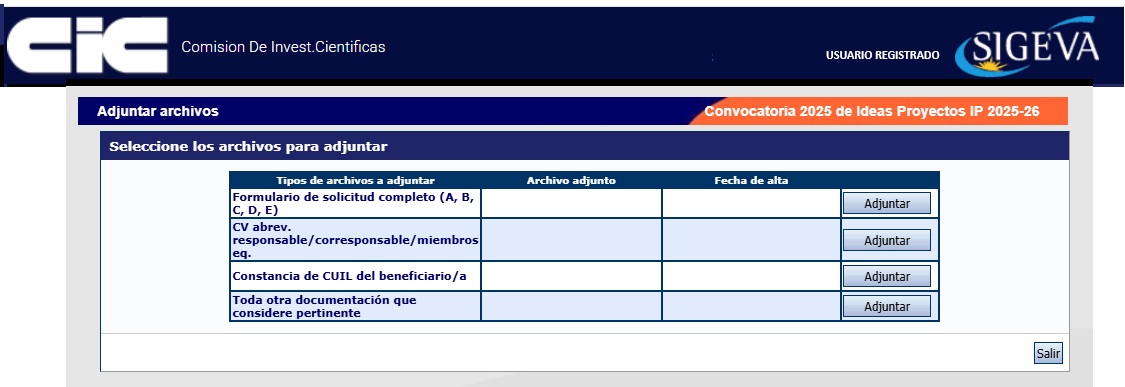 CIC
Comision De Invest.Cientificas
USUARIO REGISTRADO
SIGEVA
Adjuntar archivos
Convocatoria 2025 de Ideas Proyectos IP 2025-26
Seleccione los archivos para adjuntar
Tipos de archivos a adjuntar Archivo adjunto Fecha de alta
Formulario de solicitud completo (A, B,
C, D, E)
Adjuntar
CV abrev.
responsable/corresponsable/miembros
eq.
Adjuntar
Constancia de CUIL del beneficiario/a
Adjuntar
Toda otra documentación que
considere pertinente
Adjuntar
Salir